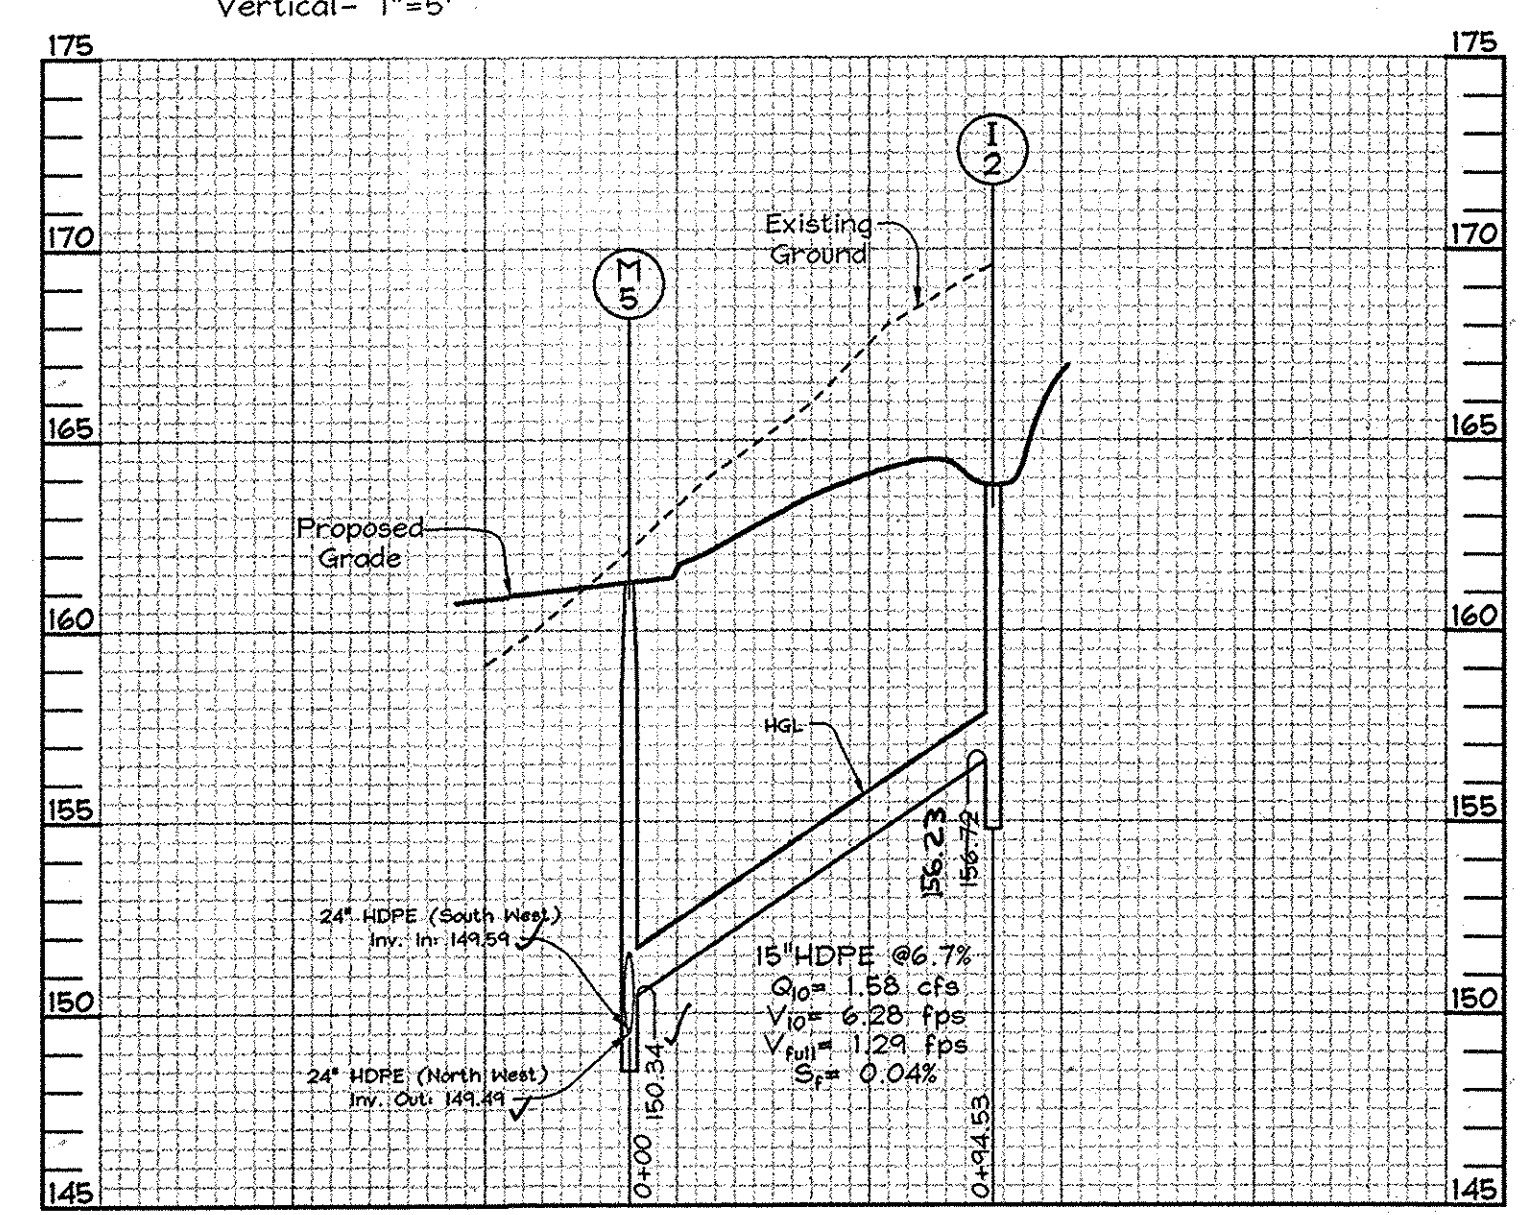 Vertical- 1"=5'
175
175
I
2
170
170
Existing
Ground
M
5
165
165
Proposed
Grade
160
160
HGL
155
155
156.23
156.72
24" HDPE (South West)
Inv. In: 149.59
15"HDPE @6.7%
Q10= 1.58 cfs
V10= 6.28 fps
Vfull= 1.29 fps
Sf= 0.04%
150
150
24" HDPE (North West)
Inv. Out: 149.49
150.34
0+00
0+94.53
145
145